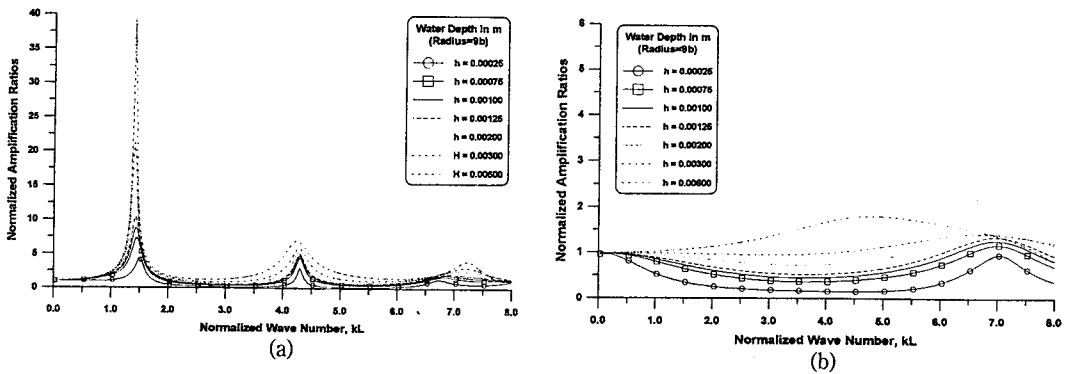 Normalized Amplification Ratios
40
35
30
25
20
15
10
5
0
0.0 1.0 2.0 3.0 4.0 5.0 6.0 7.0 8.0
Normalized Wave Number, kL
Water Depth in m
(Radius=9b)
h = 0.00025
h = 0.00075
h = 0.00100
h = 0.00125
h = 0.00200
H = 0.00300
H = 0.00500
(a)
Normalized Amplification Ratios
6
5
4
3
2
1
0
0.0 1.0 2.0 3.0 4.0 5.0 6.0 7.0 8.0
Normalized Wave Number, kL
Water Depth in m
(Radius=9b)
h = 0.00025
h = 0.00075
h = 0.00100
h = 0.00125
h = 0.00200
h = 0.00300
h = 0.00500
(b)